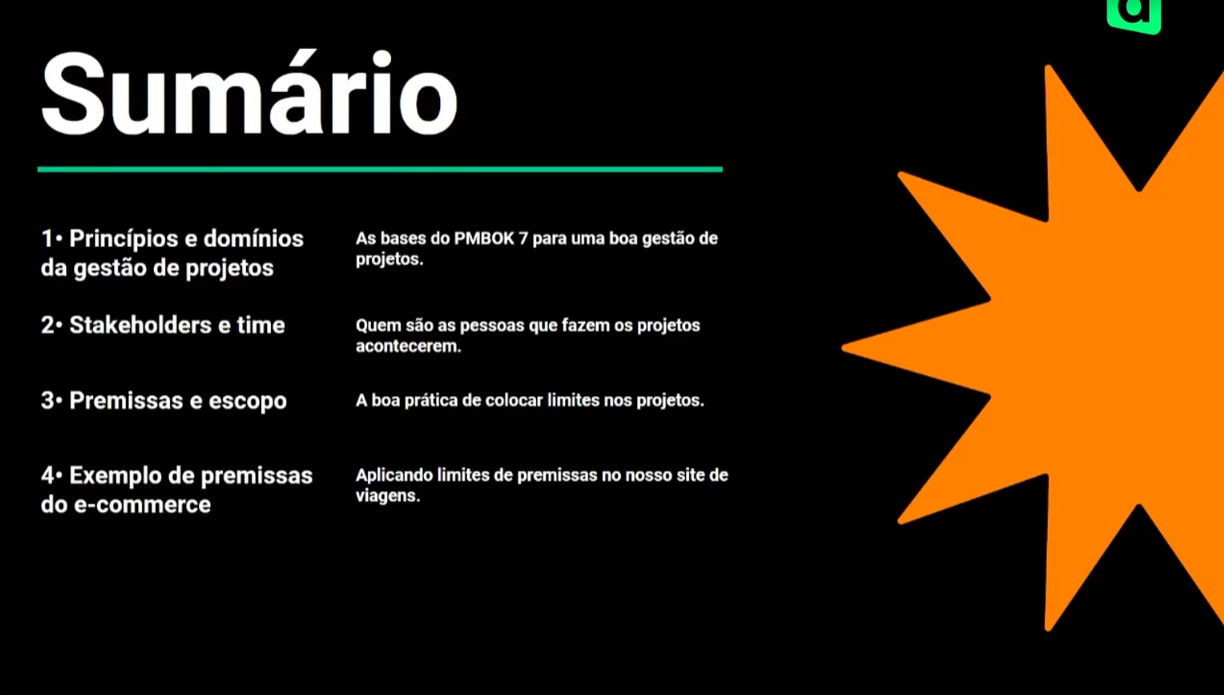 Sumário
1• Princípios e domínios
da gestão de projetos
As bases do PMBOK 7 para uma boa gestão de
projetos.
2• Stakeholders e time
Quem são as pessoas que fazem os projetos
acontecerem.
3• Premissas e escopo
A boa prática de colocar limites nos projetos.
4• Exemplo de premissas
do e-commerce
Aplicando limites de premissas no nosso site de
viagens.